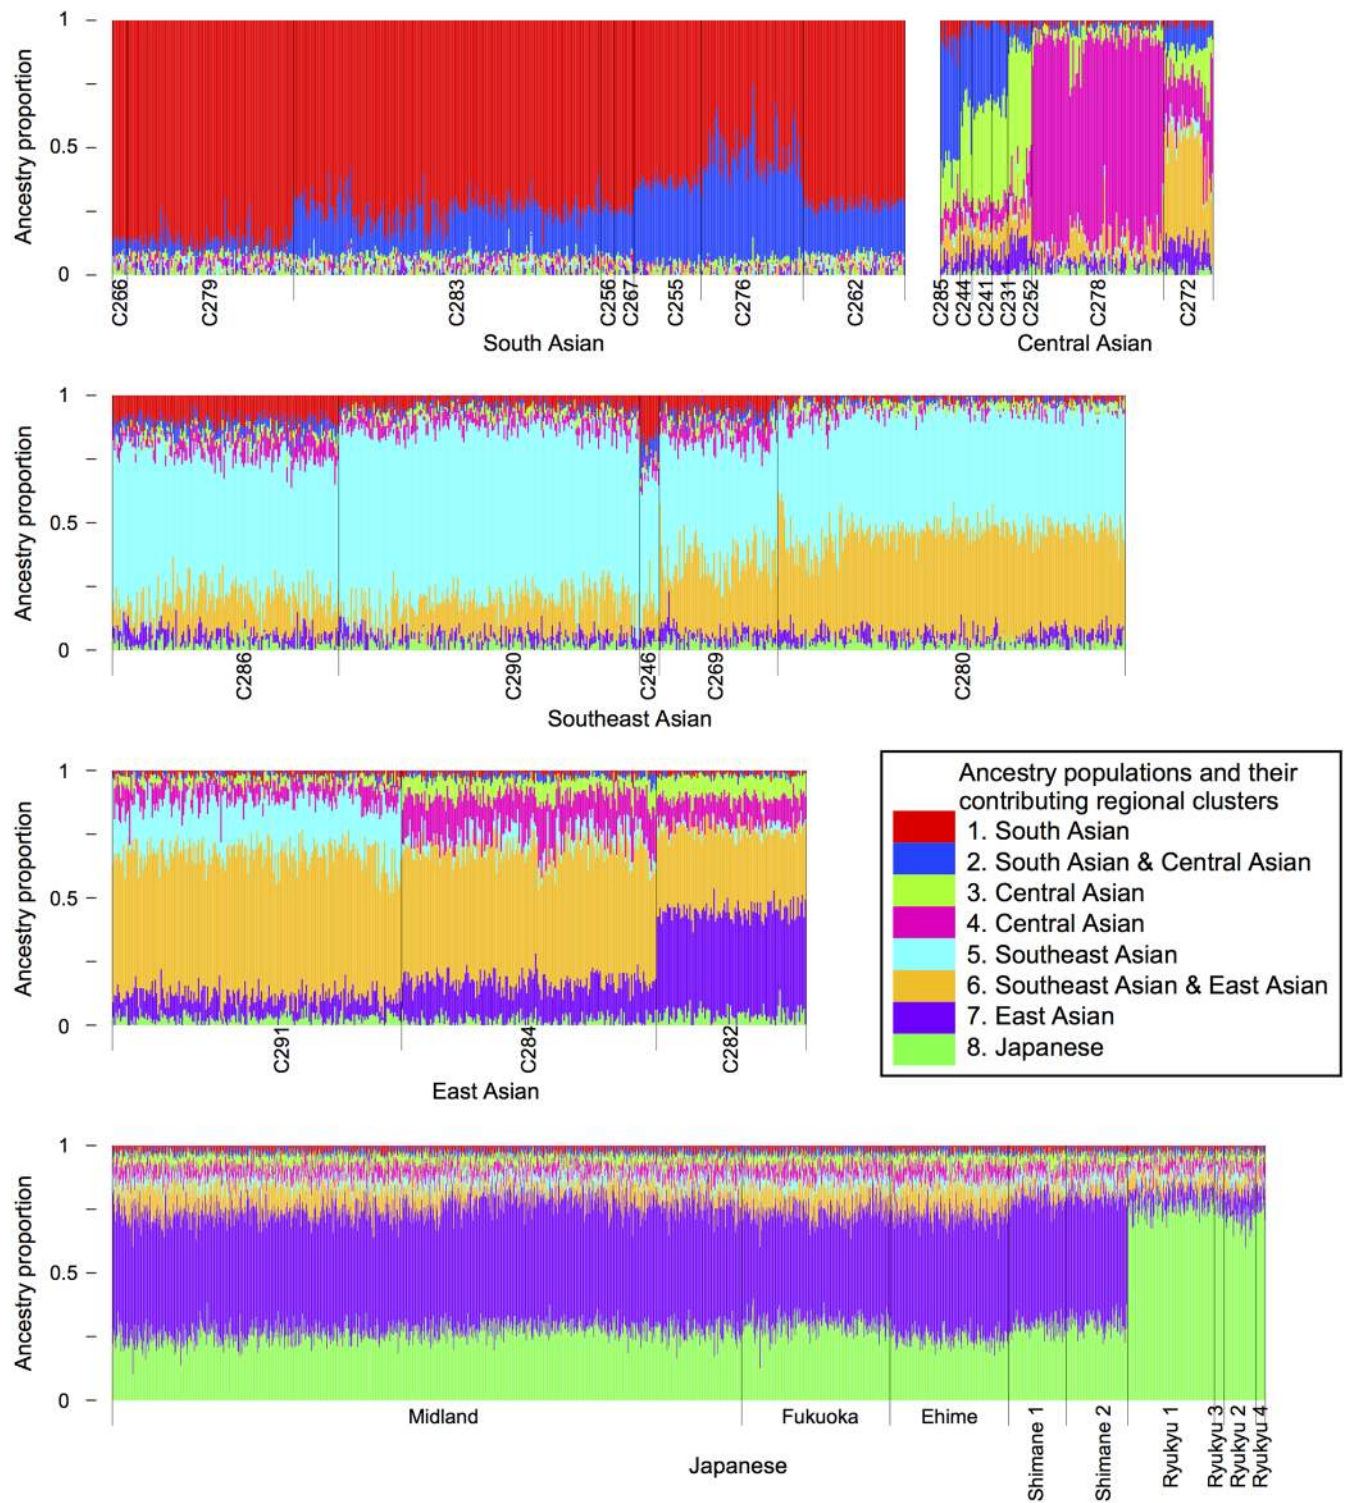 Ancestry proportion
1
0.5
0
C266
C279
C283
C256
C267
C255
C276
C262
South Asian
C285
C244
C241
C231
C252
C278
C272
Central Asian
Ancestry proportion
1
0.5
0
C286
C290
C246
C269
C280
Southeast Asian
Ancestry proportion
1
0.5
0
C291
C284
C282
East Asian
Ancestry populations and their
contributing regional clusters
1. South Asian
2. South Asian & Central Asian
3. Central Asian
4. Central Asian
5. Southeast Asian
6. Southeast Asian & East Asian
7. East Asian
8. Japanese
Ancestry proportion
1
0.5
0
Midland
Fukuoka
Ehime
Shimane 1
Shimane 2
Ryukyu 1
Ryukyu 3
Ryukyu 2
Ryukyu 4
Japanese